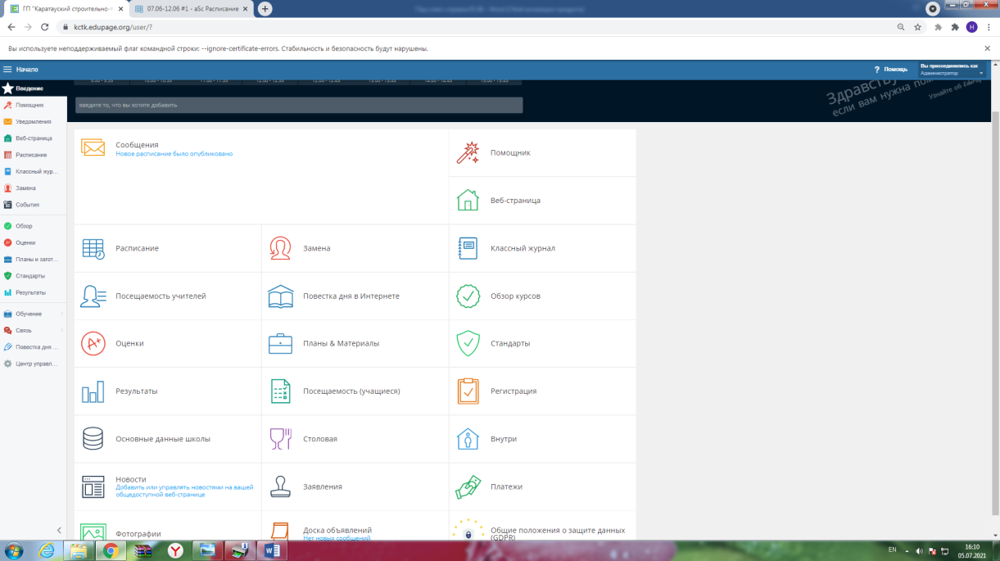 ГП "Каратауский строительно-т
07.06-12.06 #1 - aSc Расписание
kctk.edupage.org/user/?
Вы используете неподдерживаемый флаг командной строки: --ignore-certificate-errors. Стабильность и безопасность будут нарушены.
Начало
Помощь
Вы присоединились как
Администратор
Введение
Помощник
Уведомления
Веб-страница
Расписание
Классный жур...
Замена
События
Обзор
Оценки
Планы и загот...
Стандарты
Результаты
Обучение
Связь
Повестка дня ...
Центр управл...
введите то, что вы хотите добавить
если вам нужна
Узнайте об
Сообщения
Новое расписание было опубликовано
Помощник
Веб-страница
Расписание
Замена
Классный журнал
Посещаемость учителей
Повестка дня в Интернете
Обзор курсов
Оценки
Планы & Материалы
Стандарты
Результаты
Посещаемость (учащиеся)
Регистрация
Основные данные школы
Столовая
Внутри
Новости
Добавить или управлять новостями на вашей
общедоступной веб-странице
Заявления
Платежи
Фотографии
Доска объявлений
Нет новых сообщений
Общие положения о защите данных
(GDPR)
EN
16:10
05.07.2021